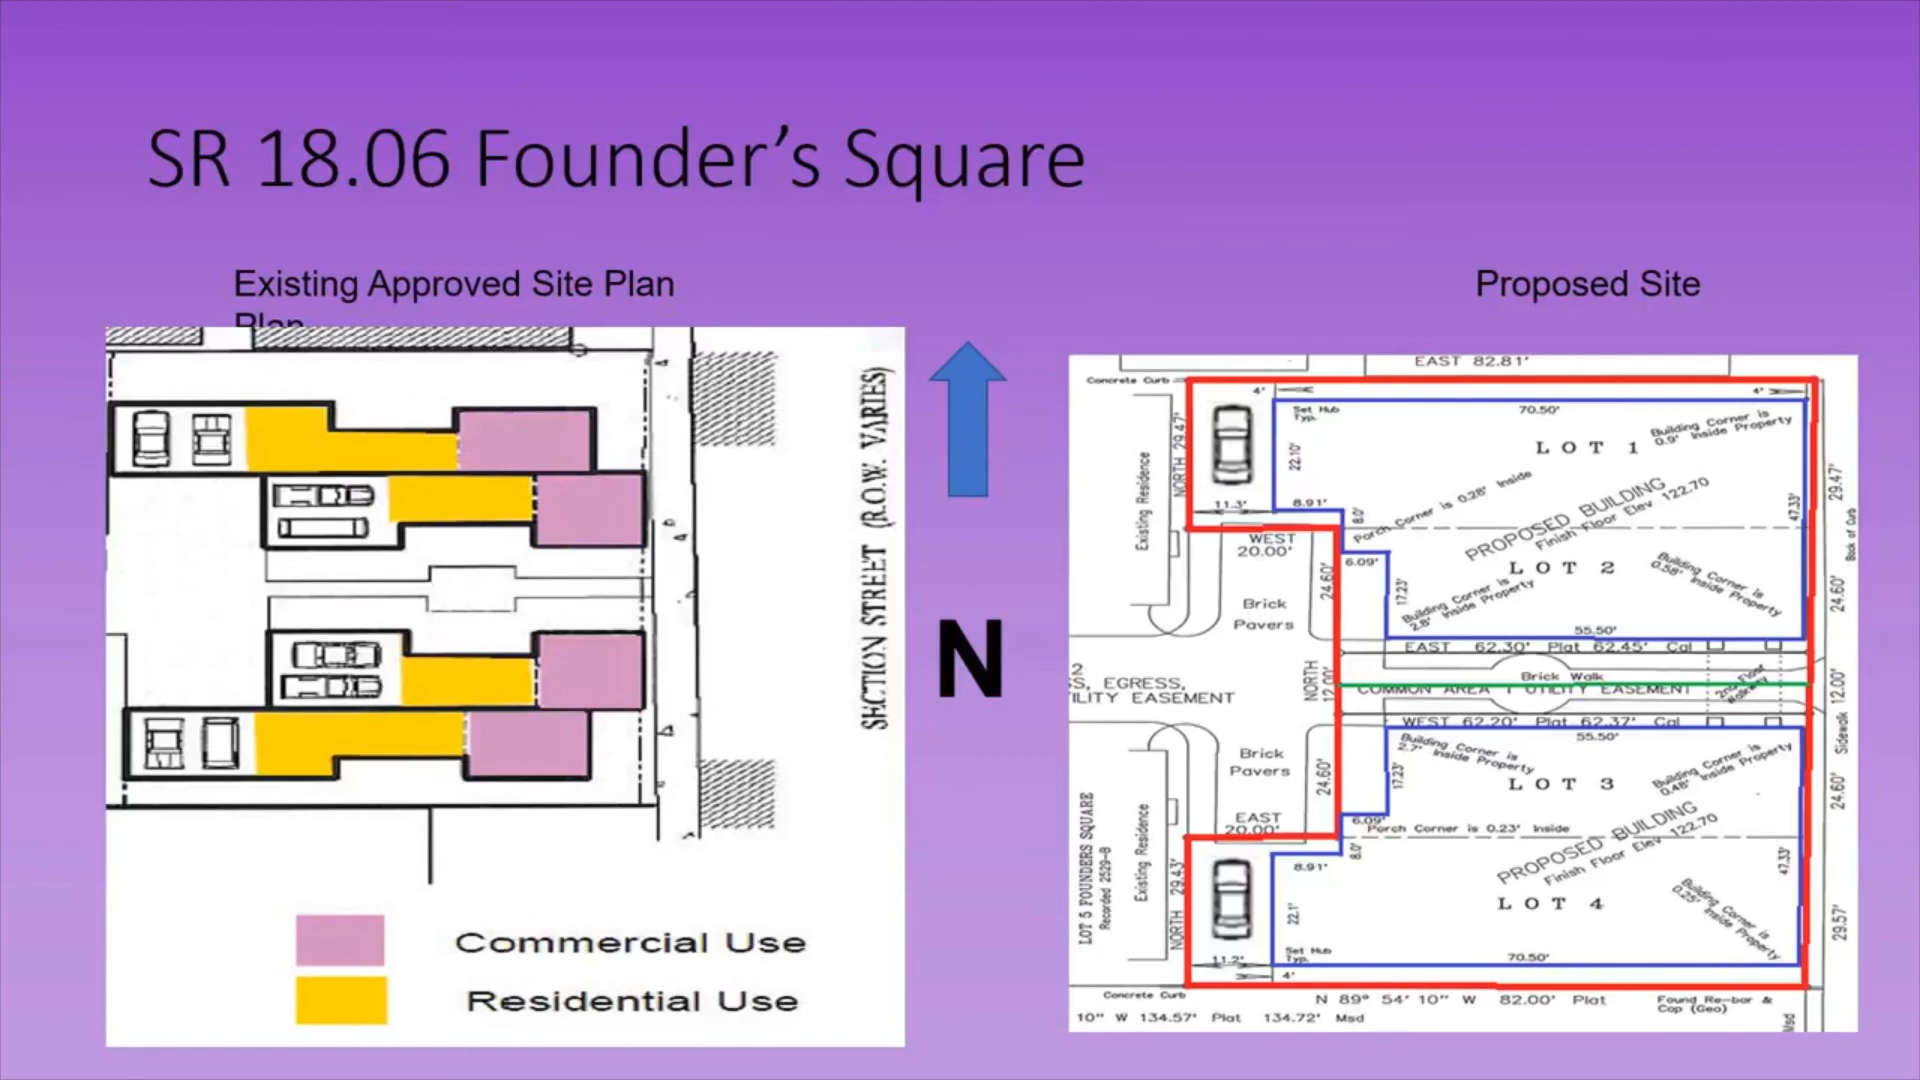 SR 18.06 Founder’s Square
Existing Approved Site Plan
Proposed Site
Plan
SECTION STREET (R.O.W. VARIES)
Commercial Use
Residential Use
N
EAST 82.81'
Concrete Curb
4'
4'
Set Hub
Typ.
70.50'
Building Corner is
0.9' Inside Property
LOT 1
NORTH 29.47'
22.10'
Existing Residence
11.3'
8.91'
8.0'
Porch Corner is 0.28' Inside
PROPOSED BUILDING
Finish Floor Elev 122.70
47.33'
29.47'
Back of Curb
WEST
20.00'
6.09'
LOT 2
Building Corner is
0.58' Inside Property
Building Corner is
2.8' Inside Property
24.60'
17.23'
24.60'
Brick
Pavers
55.50'
EAST 62.30' Plat 62.45' Cal
Brick Walk
2
S, EGRESS,
ILITY EASEMENT
NORTH
12.00'
COMMON AREA 1 UTILITY EASEMENT
2nd Floor
Walkway
12.00'
Sidewalk
WEST 62.20' Plat 62.37' Cal
55.50'
Building Corner is
2.7' Inside Property
Building Corner is
0.48' Inside Property
Brick
Pavers
24.60'
17.23'
LOT 3
24.60'
EAST
20.00'
6.09'
Porch Corner is 0.23' Inside
PROPOSED BUILDING
Finish Floor Elev 122.70
8.0'
8.91'
47.33'
LOT 5 FOUNDERS SQUARE
Recorded 2529-B
Existing Residence
NORTH 29.43'
22.1'
LOT 4
Building Corner is
0.25' Inside Property
29.57'
Set Hub
Typ.
11.2'
4'
70.50'
Concrete Curb
N 89° 54' 10" W 82.00' Plat
Found Re-bar &
Cap (Geo)
10" W 134.57' Plat 134.72' Msd
Msd